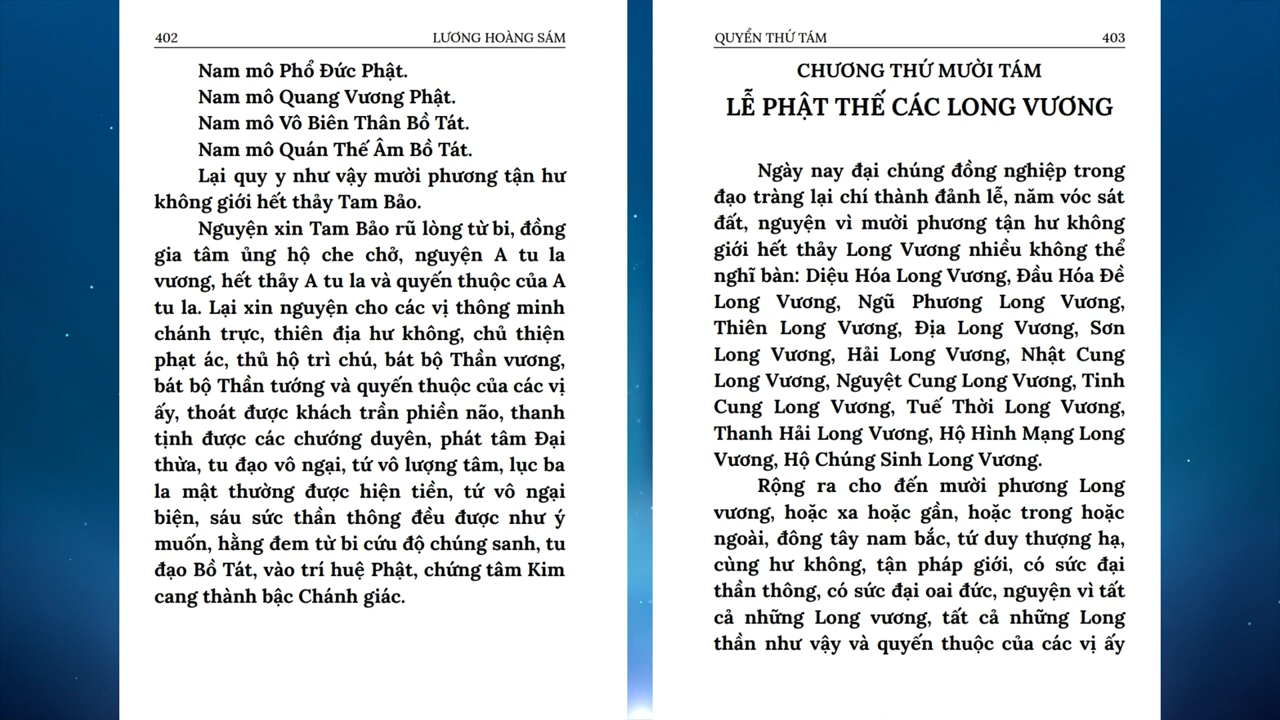 402
LƯƠNG HOÀNG SÁM
Nam mô Phổ Đức Phật.
Nam mô Quang Vương Phật.
Nam mô Vô Biên Thân Bồ Tát.
Nam mô Quán Thế Âm Bồ Tát.
Lại quy y như vậy mười phương tận hư
không giới hết thảy Tam Bảo.
Nguyện xin Tam Bảo rũ lòng từ bi, đồng
gia tâm ủng hộ che chở, nguyện A tu la
vương, hết thảy A tu la và quyến thuộc của A
tu la. Lại xin nguyện cho các vị thông minh
chánh trực, thiên địa hư không, chủ thiện
phạt ác, thủ hộ trì chú, bát bộ Thần vương,
bát bộ Thần tướng và quyến thuộc của các vị
ấy, thoát được khách trần phiền não, thanh
tịnh được các chướng duyên, phát tâm Đại
thừa, tu đạo vô ngại, tứ vô lượng tâm, lục ba
la mật thường được hiện tiền, tứ vô ngại
biện, sáu sức thần thông đều được như ý
muốn, hằng đem từ bi cứu độ chúng sanh, tu
đạo Bồ Tát, vào trí huệ Phật, chứng tâm Kim
cang thành bậc Chánh giác.
QUYỂN THỨ TÁM
403
CHƯƠNG THỨ MƯỜI TÁM
LỄ PHẬT THẾ CÁC LONG VƯƠNG
Ngày nay đại chúng đồng nghiệp trong
đạo tràng lại chí thành đảnh lễ, năm vóc sát
đất, nguyện vì mười phương tận hư không
giới hết thảy Long Vương nhiều không thể
nghĩ bàn: Diệu Hóa Long Vương, Đầu Hóa Đề
Long Vương, Ngũ Phương Long Vương,
Thiên Long Vương, Địa Long Vương, Sơn
Long Vương, Hải Long Vương, Nhật Cung
Long Vương, Nguyệt Cung Long Vương, Tinh
Cung Long Vương, Tuế Thời Long Vương,
Thanh Hải Long Vương, Hộ Hình Mạng Long
Vương, Hộ Chúng Sinh Long Vương.
Rộng ra cho đến mười phương Long
vương, hoặc xa hoặc gần, hoặc trong hoặc
ngoài, đông tây nam bắc, tứ duy thượng hạ,
cùng hư không, tận pháp giới, có sức đại
thần thông, có sức đại oai đức, nguyện vì tất
cả những Long vương, tất cả những Long
thần như vậy và quyến thuộc của các vị ấy